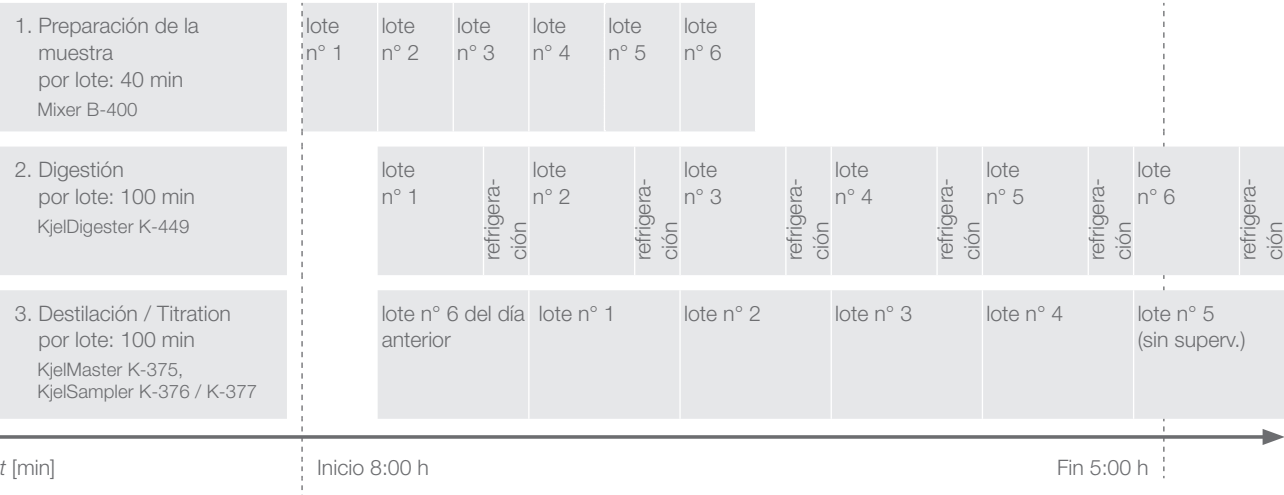 1. Preparación de la
muestra
por lote: 40 min
Mixer B-400
lote
n° 1
lote
n° 2
lote
n° 3
lote
n° 4
lote
n° 5
lote
n° 6
2. Digestión
por lote: 100 min
KjelDigester K-449
lote
n° 1
refrigera-
ción
lote
n° 2
refrigera-
ción
lote
n° 3
refrigera-
ción
lote
n° 4
refrigera-
ción
lote
n° 5
refrigera-
ción
lote
n° 6
refrigera-
ción
3. Destilación / Titration
por lote: 100 min
KjelMaster K-375,
KjelSampler K-376 / K-377
lote n° 6 del día
anterior
lote n° 1
lote n° 2
lote n° 3
lote n° 4
lote n° 5
(sin superv.)
t [min]
Inicio 8:00 h
Fin 5:00 h